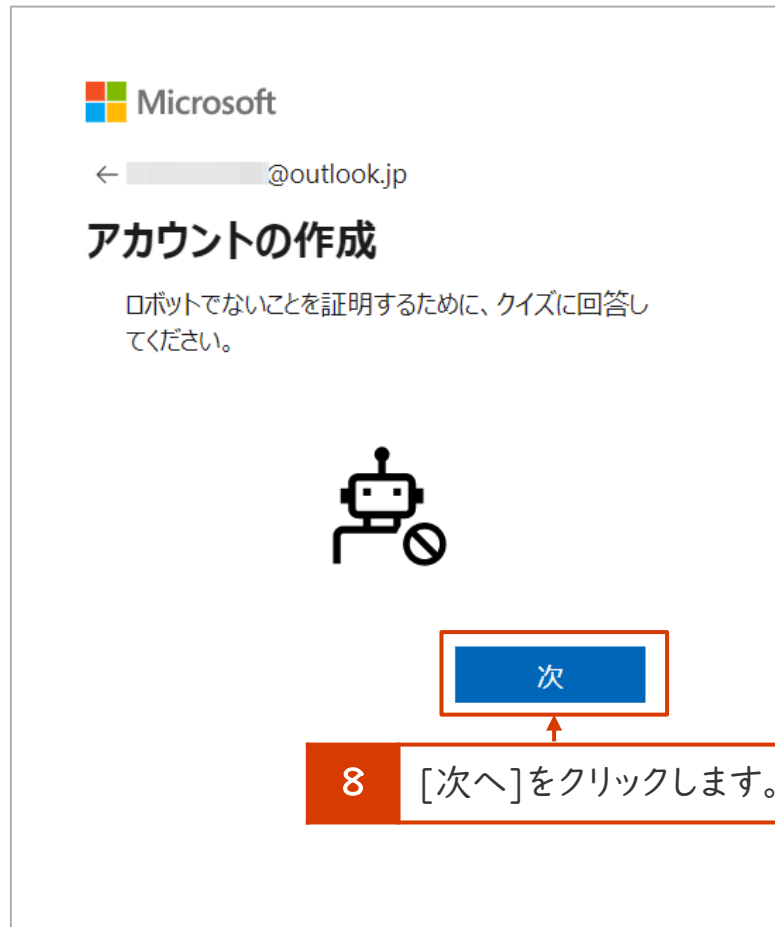 Microsoft
← @outlook.jp
アカウントの作成
ロボットでないことを証明するために、クイズに回答し
てください。
次
8 [次へ]をクリックします。